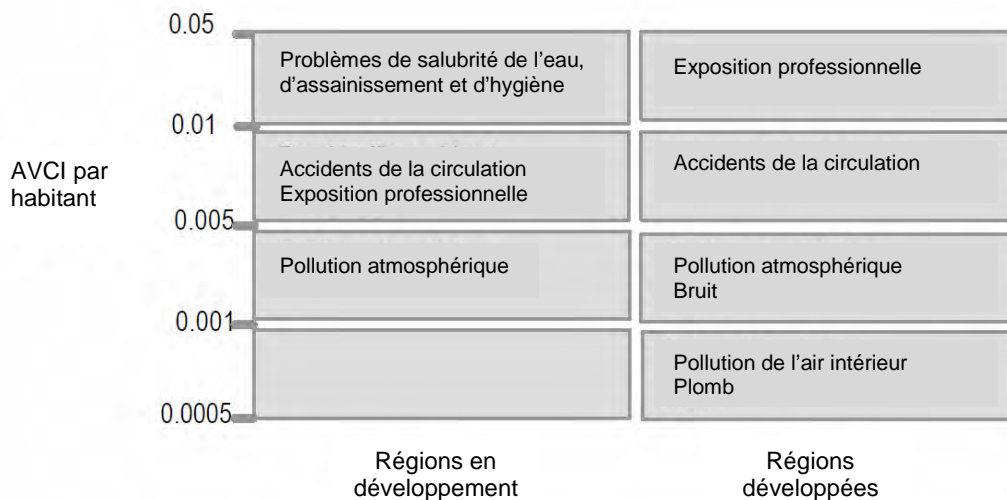 0.05
Problèmes de salubrité de l'eau,
d'assainissement et d'hygiène
Exposition professionnelle
0.01
AVCI par
habitant
Accidents de la circulation
Exposition professionnelle
Accidents de la circulation
0.005
Pollution atmosphérique
Pollution atmosphérique
Bruit
0.001
Pollution de l'air intérieur
Plomb
0.0005
Régions en
développement
Régions
développées